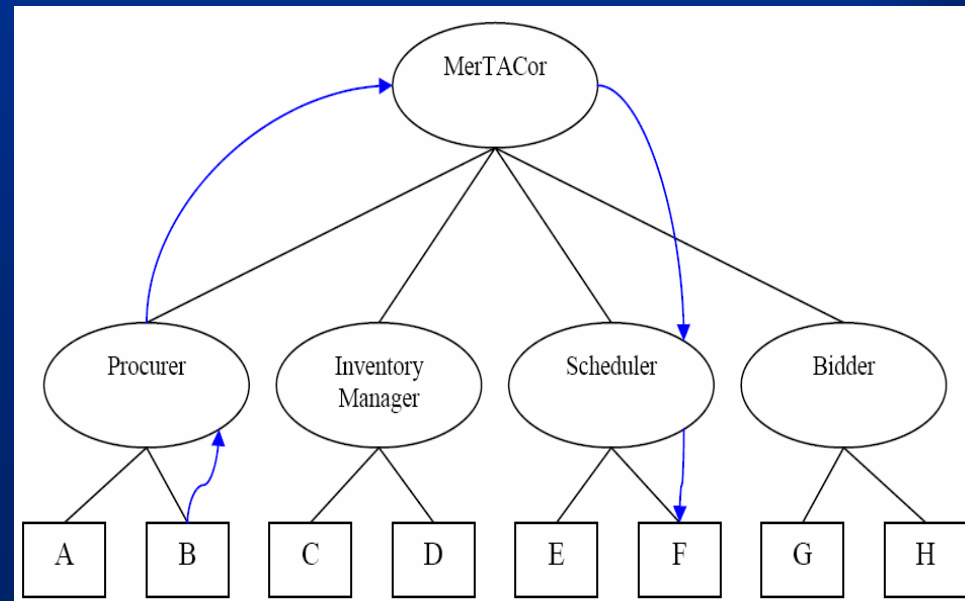 MerTACor
Procurer
Inventory
Manager
Scheduler
Bidder
A
B
C
D
E
F
G
H